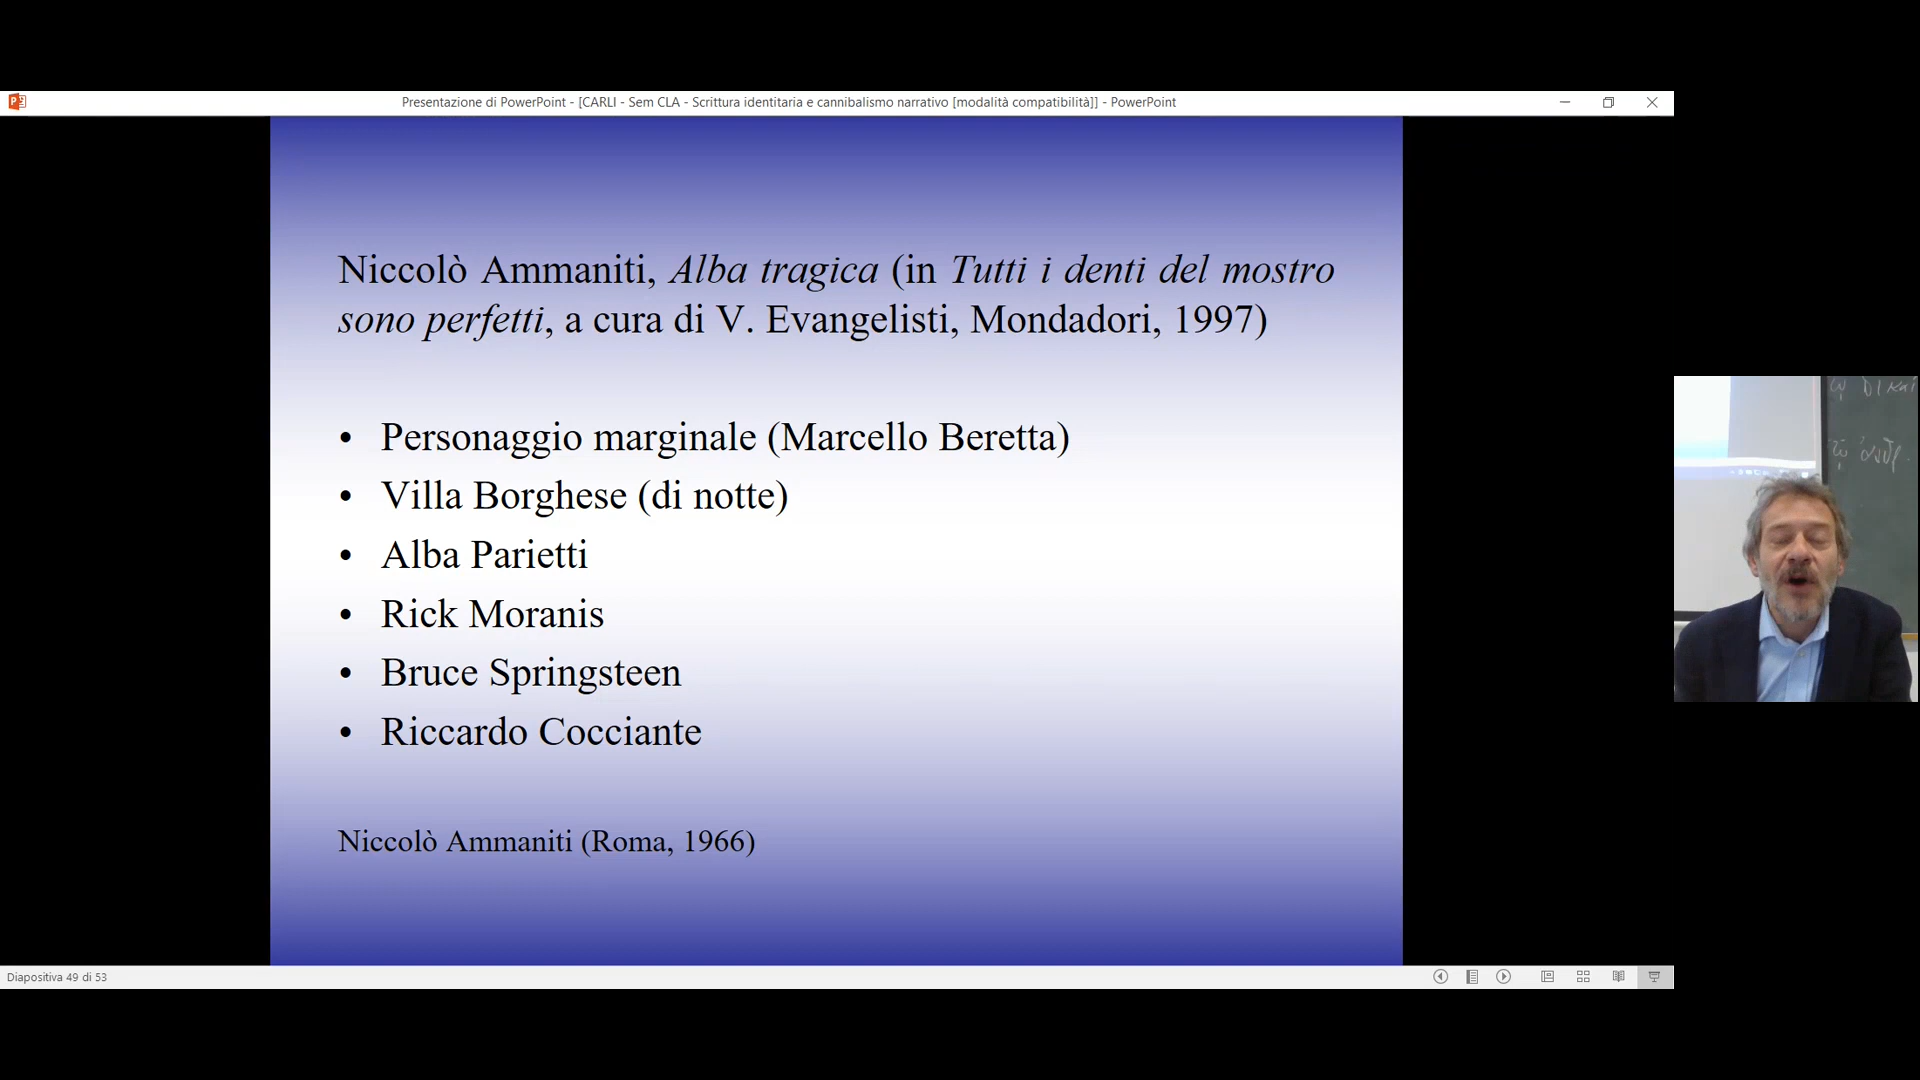 Presentazione di PowerPoint - [CARLI - Sem CLA - Scrittura identitaria e cannibalismo narrativo [modalità compatibilità]] - PowerPoint
Niccolò Ammaniti, Alba tragica (in Tutti i denti del mostro
sono perfetti, a cura di V. Evangelisti, Mondadori, 1997)
• Personaggio marginale (Marcello Beretta)
• Villa Borghese (di notte)
• Alba Parietti
• Rick Moranis
• Bruce Springsteen
• Riccardo Cocciante
Niccolò Ammaniti (Roma, 1966)
Diapositiva 49 di 53